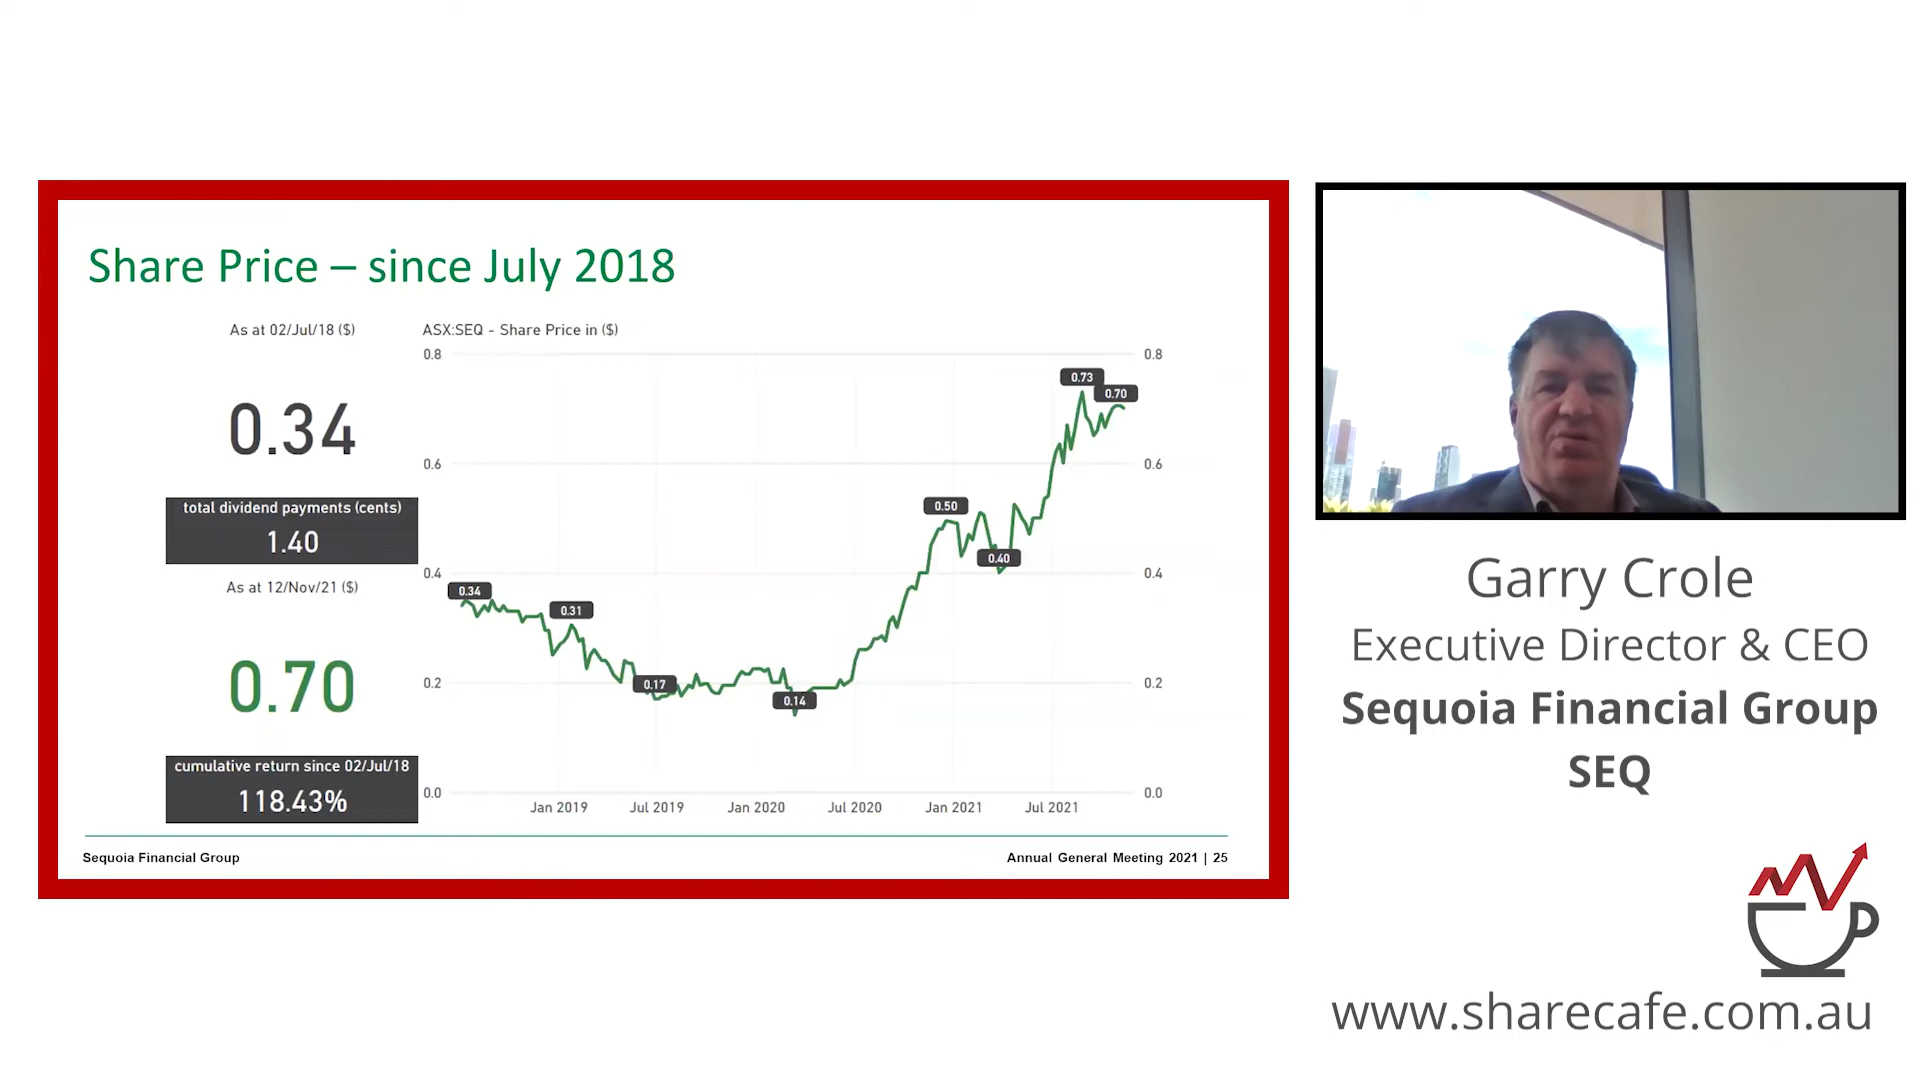 Share Price – since July 2018
As at 02/Jul/18 ($)
0.34
total dividend payments (cents)
1.40
As at 12/Nov/21 ($)
0.70
cumulative return since 02/Jul/18
118.43%
ASX:SEQ - Share Price in ($)
0.8
0.6
0.4
0.2
0.0
0.34
0.31
0.17
0.14
0.50
0.40
0.73
0.70
0.8
0.6
0.4
0.2
0.0
Jan 2019 Jul 2019 Jan 2020 Jul 2020 Jan 2021 Jul 2021
Sequoia Financial Group
Annual General Meeting 2021 | 25
Garry Crole
Executive Director & CEO
Sequoia Financial Group
SEQ
www.sharecafe.com.au